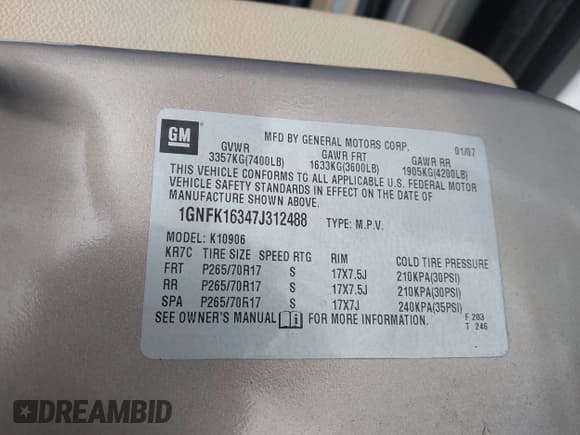 GM
MFD BY GENERAL MOTORS CORP. 01/07
GVWR GAWR FRT GAWR RR
3357KG(7400LB) 1633KG(3600LB) 1905KG(4200LB)
THIS VEHICLE CONFORMS TO ALL APPLICABLE U.S. FEDERAL MOTOR
VEHICLE SAFETY STANDARDS IN EFFECT ON THE DATE OF
MANUFACTURE SHOWN ABOVE.
1GNFK16347J312488 TYPE: M.P.V.
MODEL: K10906
KR7C TIRE SIZE SPEED RTG RIM COLD TIRE PRESSURE
FRT P265/70R17 S 17X7.5J 210KPA(30PSI)
RR P265/70R17 S 17X7.5J 210KPA(30PSI)
SPA P265/70R17 S 17X7J 240KPA(35PSI)
SEE OWNER'S MANUAL FOR MORE INFORMATION.
F 203
T 246
DREAMBID